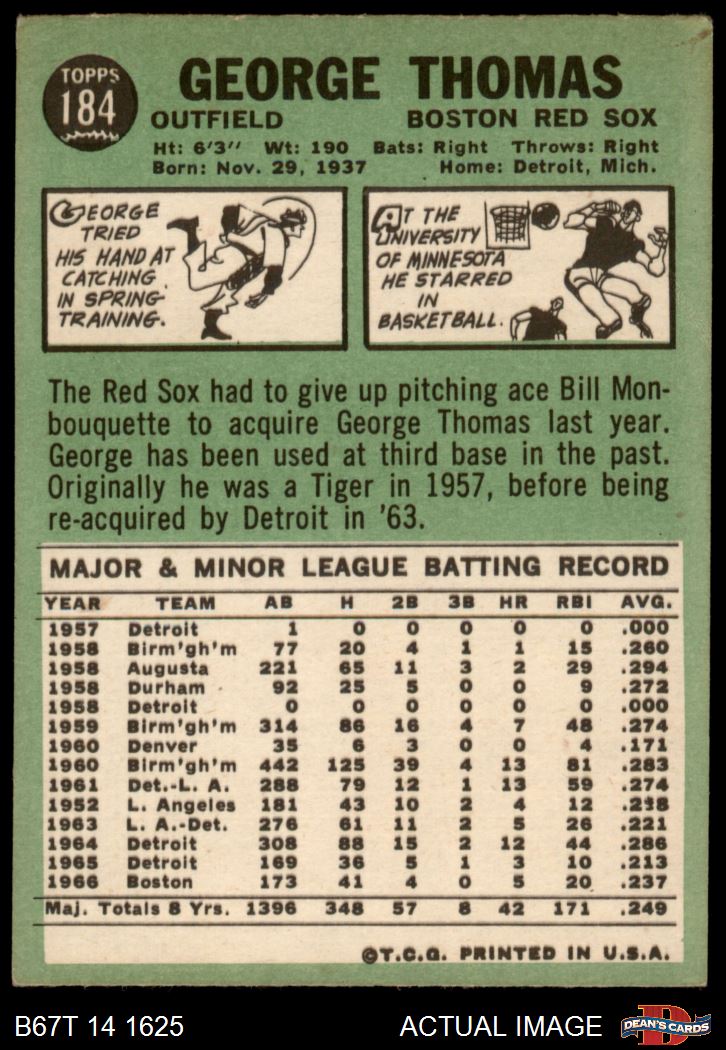 TOPPS
184
GEORGE THOMAS
OUTFIELD BOSTON RED SOX
Ht: 6'3" Wt: 190 Bats: Right Throws: Right
Born: Nov. 29, 1937 Home: Detroit, Mich.
GEORGE
TRIED
HIS HAND AT
CATCHING
IN SPRING
TRAINING.
AT THE
UNIVERSITY
OF MINNESOTA
HE STARRED
IN
BASKETBALL.
The Red Sox had to give up pitching ace Bill Mon-
bouquette to acquire George Thomas last year.
George has been used at third base in the past.
Originally he was a Tiger in 1957, before being
re-acquired by Detroit in '63.
MAJOR & MINOR LEAGUE BATTING RECORD
YEAR TEAM AB H 2B 3B HR RBI AVG.
1957 Detroit 1 0 0 0 0 0 .000
1958 Birm'gh'm 77 20 4 1 1 15 .260
1958 Augusta 221 65 11 3 2 29 .294
1958 Durham 92 25 5 0 0 9 .272
1958 Detroit 0 0 0 0 0 0 .000
1959 Birm'gh'm 314 86 16 4 7 48 .274
1960 Denver 35 6 3 0 0 4 .171
1960 Birm'gh'm 442 125 39 4 13 81 .283
1961 Det.-L. A. 288 79 12 1 13 59 .274
1952 L. Angeles 181 43 10 2 4 12 .238
1963 L. A.-Det. 276 61 11 2 5 26 .221
1964 Detroit 308 88 15 2 12 44 .286
1965 Detroit 169 36 5 1 3 10 .213
1966 Boston 173 41 4 0 5 20 .237
Maj. Totals 8 Yrs. 1396 348 57 8 42 171 .249
©T.C.G. PRINTED IN U.S.A.
B67T 14 1625 ACTUAL IMAGE
D
DEAN'S CARDS